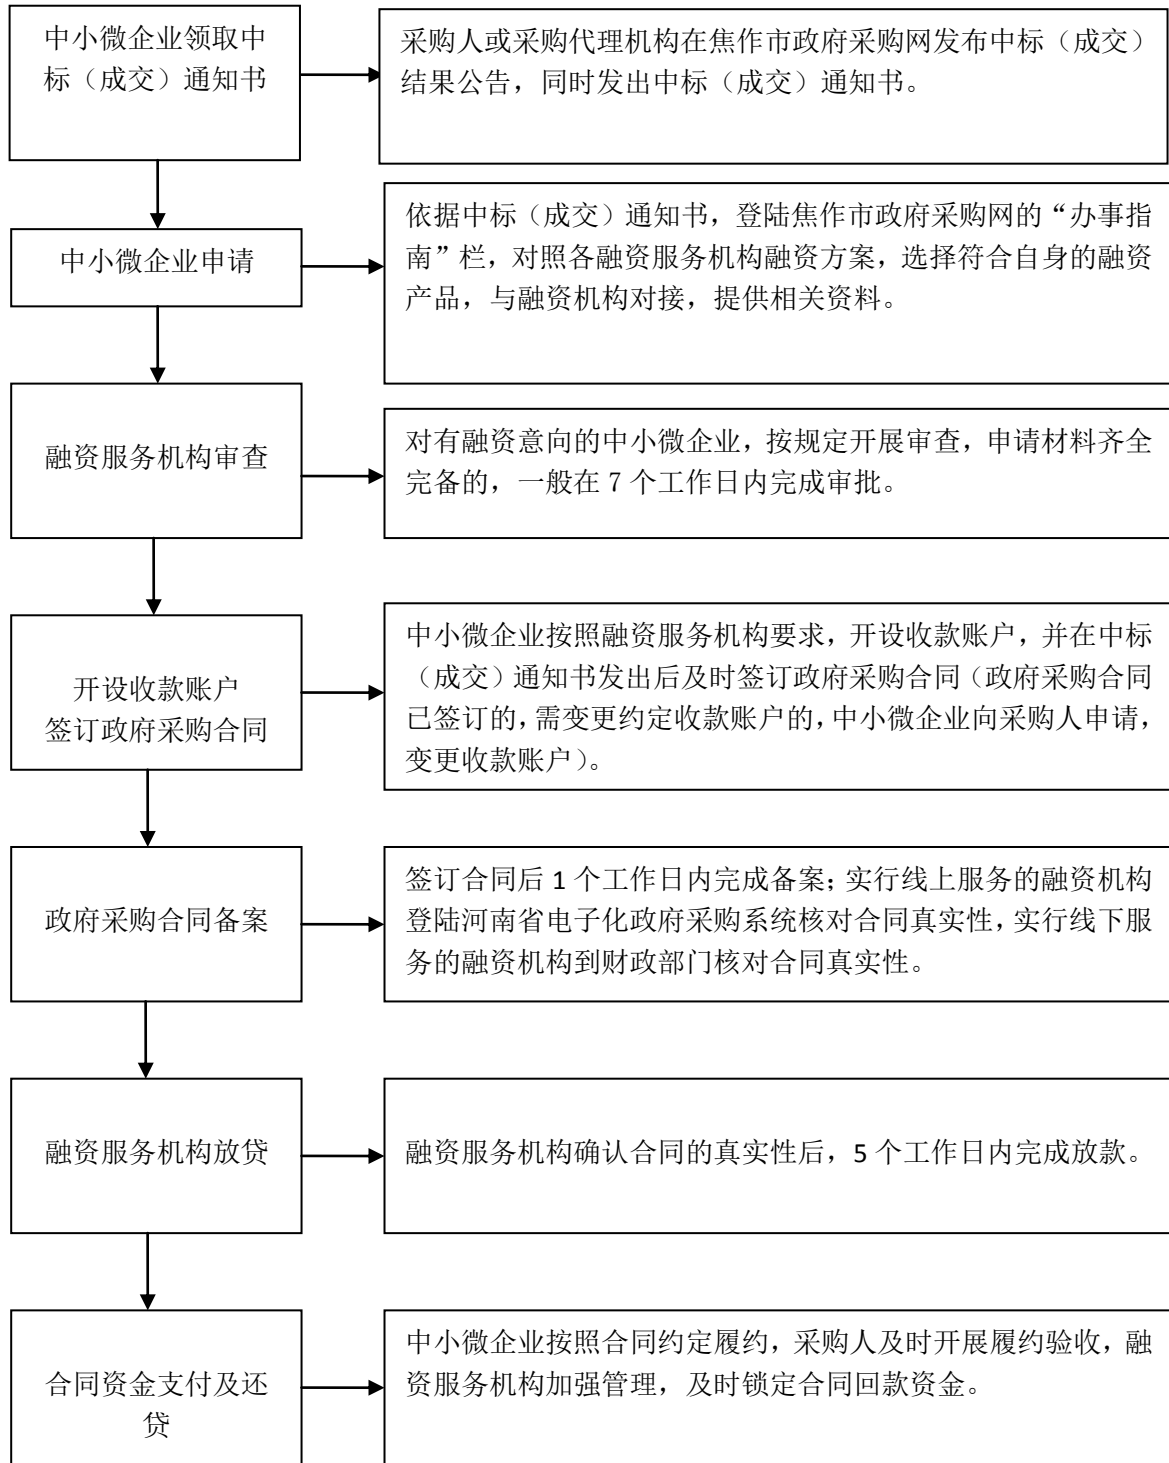 中小微企业领取中
标（成交）通知书
采购人或采购代理机构在焦作市政府采购网发布中标（成交）
结果公告，同时发出中标（成交）通知书。
中小微企业申请
依据中标（成交）通知书，登陆焦作市政府采购网的“办事指
南”栏，对照各融资服务机构融资方案，选择符合自身的融资
产品，与融资机构对接，提供相关资料。
融资服务机构审查
对有融资意向的中小微企业，按规定开展审查，申请材料齐全
完备的，一般在 7 个工作日内完成审批。
开设收款账户
签订政府采购合同
中小微企业按照融资服务机构要求，开设收款账户，并在中标
（成交）通知书发出后及时签订政府采购合同（政府采购合同
已签订的，需变更约定收款账户的，中小微企业向采购人申请，
变更收款账户）。
政府采购合同备案
签订合同后 1 个工作日内完成备案；实行线上服务的融资机构
登陆河南省电子化政府采购系统核对合同真实性，实行线下服
务的融资机构到财政部门核对合同真实性。
融资服务机构放贷
融资服务机构确认合同的真实性后，5 个工作日内完成放款。
合同资金支付及还
贷
中小微企业按照合同约定履约，采购人及时开展履约验收，融
资服务机构加强管理，及时锁定合同回款资金。